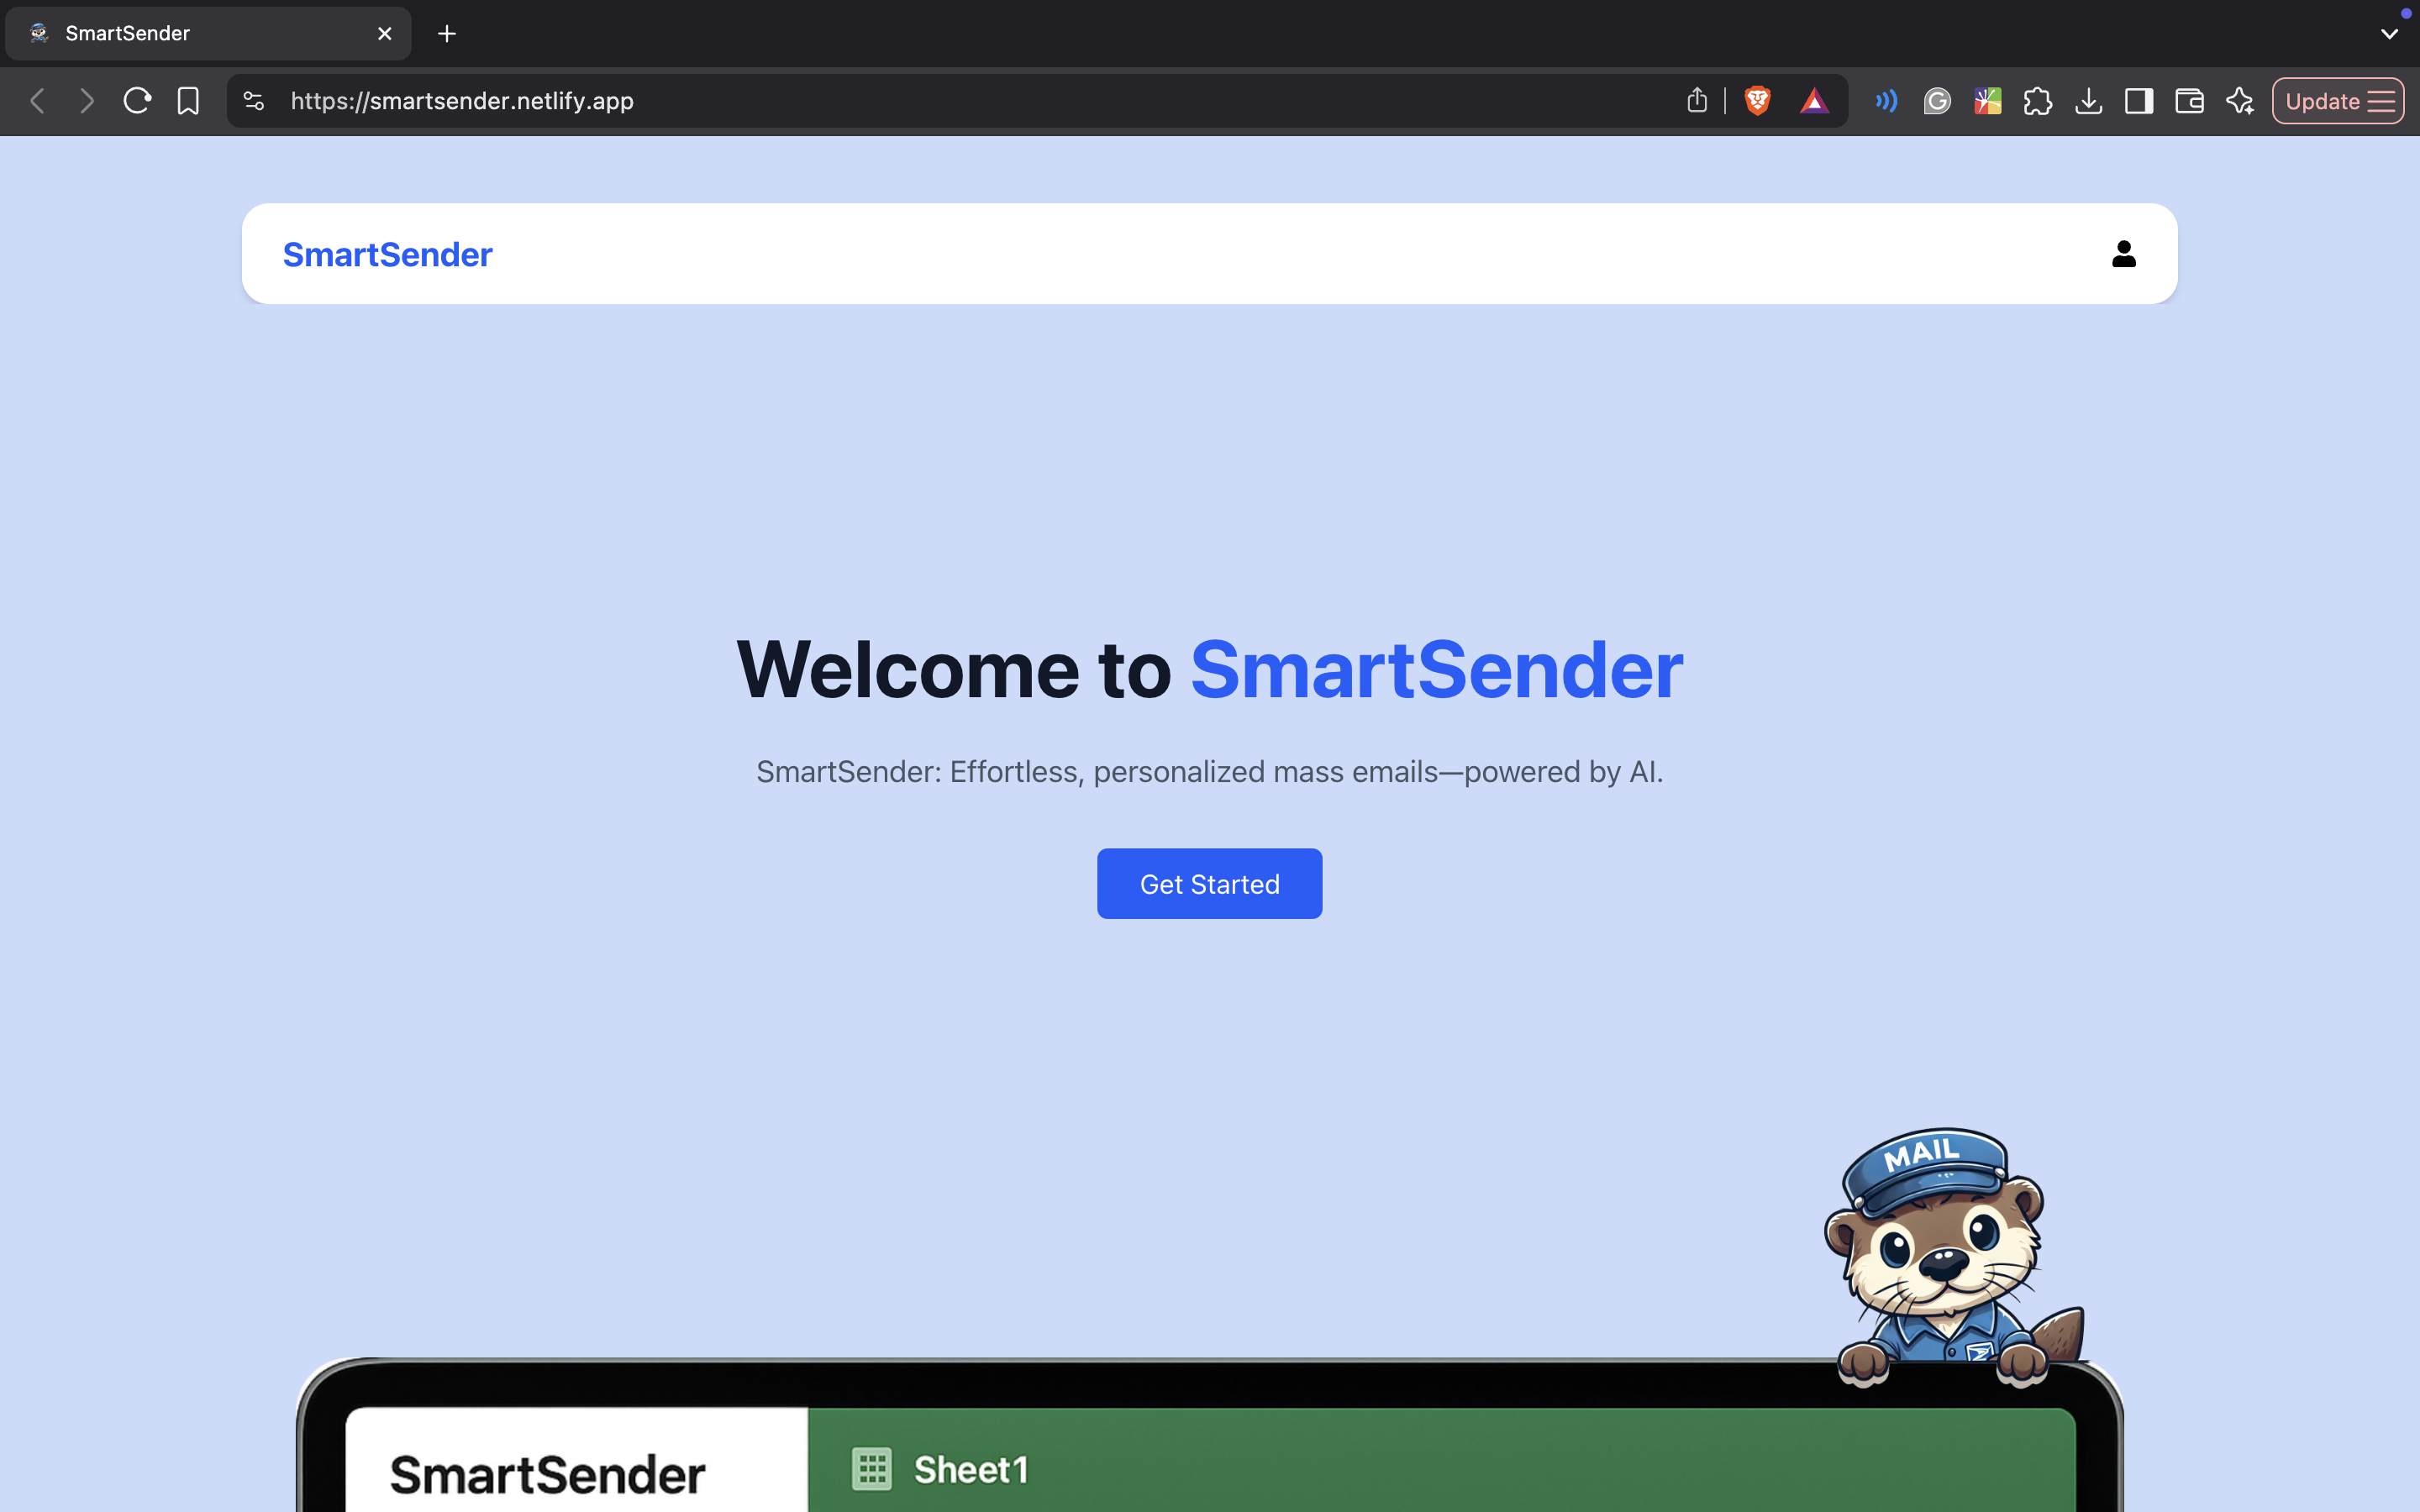 SmartSender
https://smartsender.netlify.app
Update
SmartSender
Welcome to SmartSender
SmartSender: Effortless, personalized mass emails—powered by AI.
Get Started
MAIL
SmartSender
Sheet1